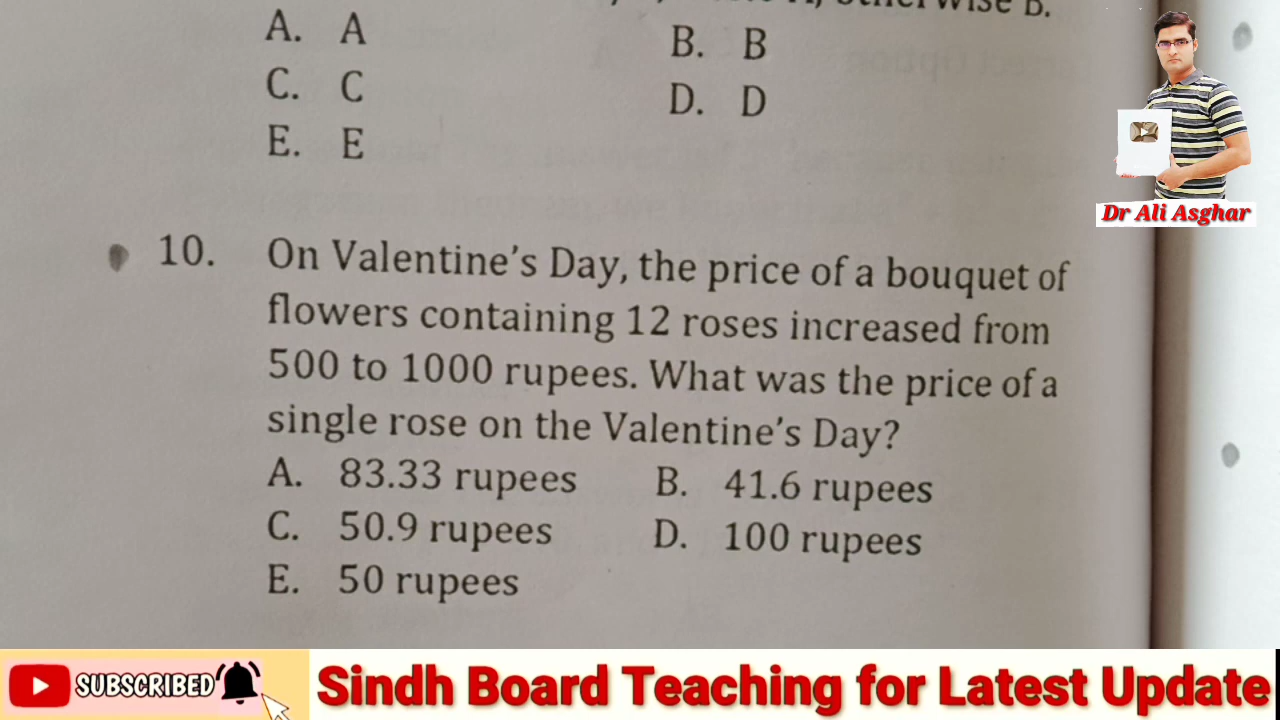 otherwise B.
A. A B. B
C. C D. D
E. E
Dr Ali Asghar
10. On Valentine's Day, the price of a bouquet of
flowers containing 12 roses increased from
500 to 1000 rupees. What was the price of a
single rose on the Valentine's Day?
A. 83.33 rupees B. 41.6 rupees
C. 50.9 rupees D. 100 rupees
E. 50 rupees
SUBSCRIBED Sindh Board Teaching for Latest Update